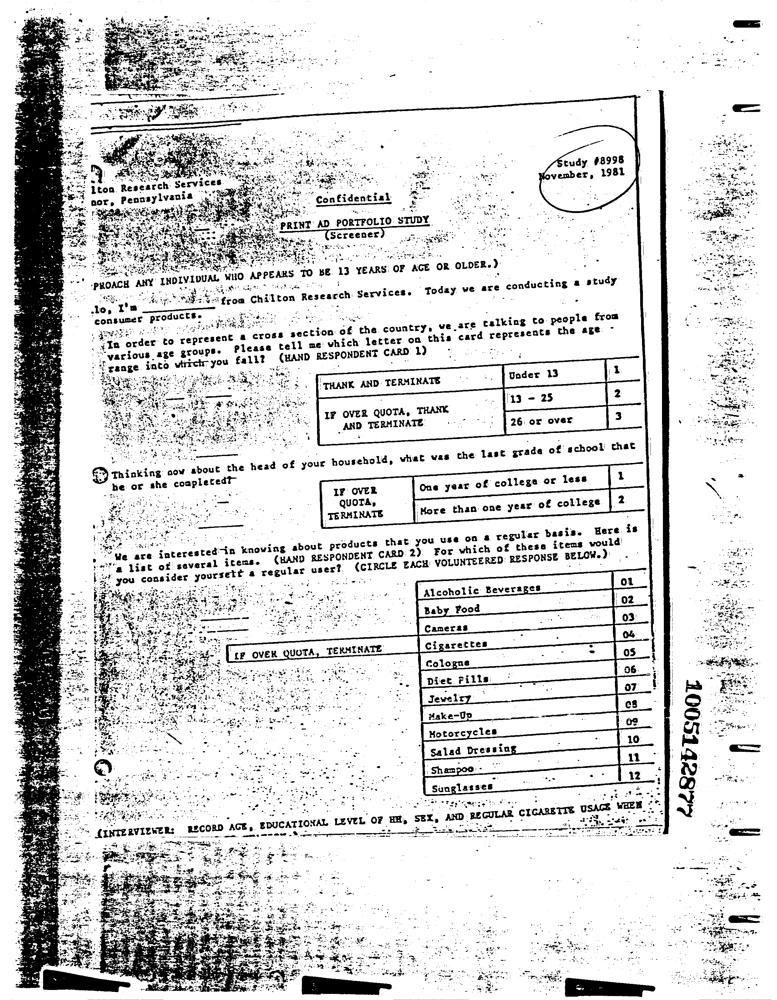 Study #8998
November, 1981
lton Research Services
nor, Pennsylvania
Confidential
PRINT AD PORTFOLIO STUDY
(Screener)
PROACH ANY INDIVIDUAL WHO APPEARS TO BE 13 YEARS OF AGE OR OLDER.)
lo, I'm __________ from Chilton Research Services. Today we are conducting a study
consumer products.
In order to represent a cross section of the country, we are talking to people from
various age groups. Please tell me which letter on this card represents the age
range into which you fall? (HAND RESPONDENT CARD 1)
THANK AND TERMINATE Under 13 1
13 - 25 2
IF OVER QUOTA, THANK
AND TERMINATE 26 or over 3
Thinking now about the head of your household, what was the last grade of school that
he or she completed?
IF OVER
QUOTA,
TERMINATE
One year of college or less 1
More than one year of college 2
We are interested in knowing about products that you use on a regular basis. Here is
a list of several items. (HAND RESPONDENT CARD 2) For which of these items would
you consider yourself a regular user? (CIRCLE EACH VOLUNTEERED RESPONSE BELOW.)
IF OVER QUOTA, TERMINATE
Alcoholic Beverages 01
Baby Food 02
Cameras 03
Cigarettes 04
Cologne 05
Diet Pills 06
Jewelry 07
Make-Up 08
Motorcycles 09
Salad Dressing 10
Shampoo 11
Sunglasses 12
(INTERVIEWER: RECORD AGE, EDUCATIONAL LEVEL OF HH, SEX, AND REGULAR CIGARETTE USAGE WHEN
1005142877